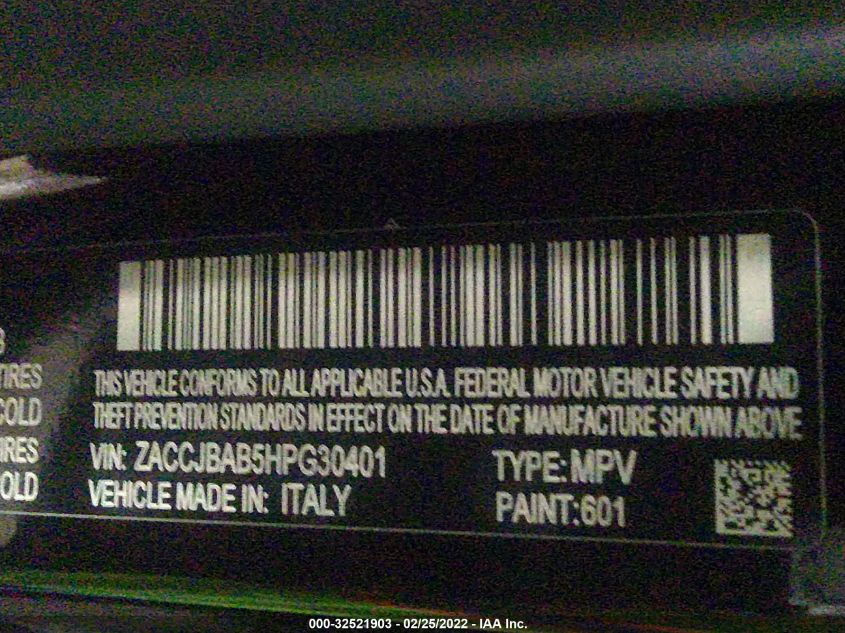 THIS VEHICLE CONFORMS TO ALL APPLICABLE U.S.A. FEDERAL MOTOR VEHICLE SAFETY AND
THEFT PREVENTION STANDARDS IN EFFECT ON THE DATE OF MANUFACTURE SHOWN ABOVE
TIRES
COLD
VIN: ZACCJBAB5HPG30401
TYPE: MPV
VEHICLE MADE IN: ITALY
PAINT:601
000-32521903 - 02/25/2022 - IAA Inc.